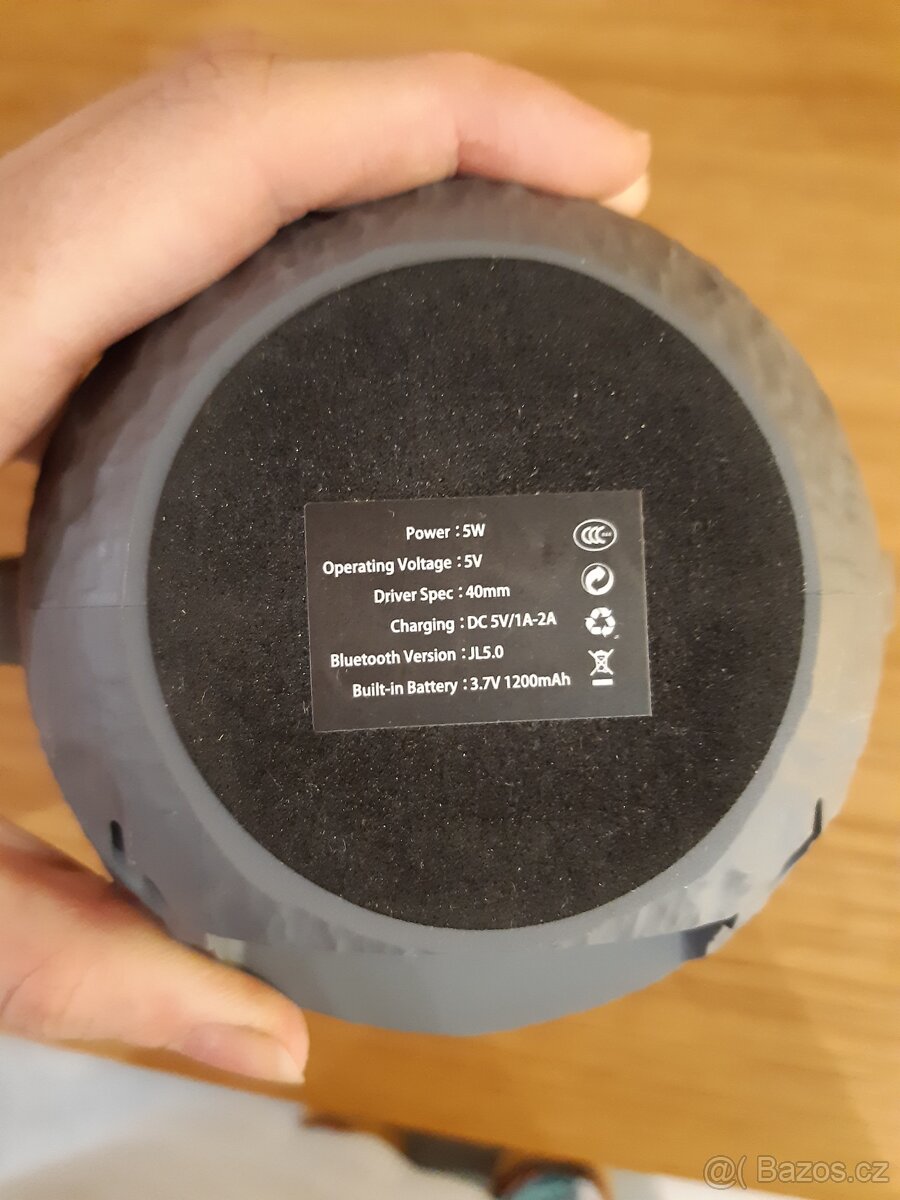 Power : 5W
Operating Voltage : 5V
Driver Spec : 40mm
Charging : DC 5V/1A-2A
Bluetooth Version : JL5.0
Built-in Battery : 3.7V 1200mAh
@( Bazos.cz